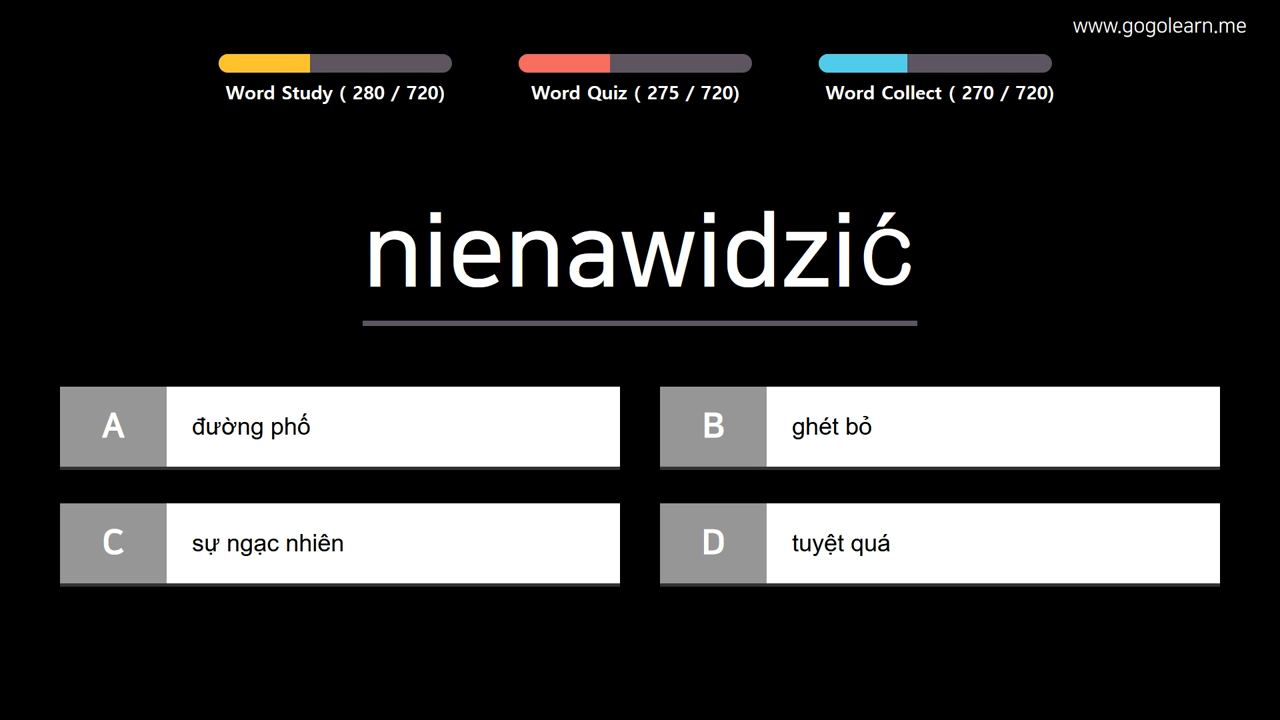 www.gogolearn.me
Word Study ( 280 / 720)
Word Quiz ( 275 / 720)
Word Collect ( 270 / 720)
nienawidzić
A
đường phố
B
ghét bỏ
C
sự ngạc nhiên
D
tuyệt quá